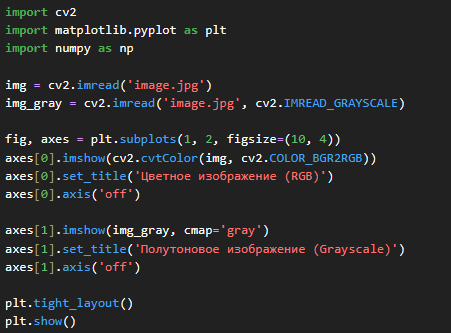 import cv2
import matplotlib.pyplot as plt
import numpy as np
img = cv2.imread('image.jpg')
img_gray = cv2.imread('image.jpg', cv2.IMREAD_GRAYSCALE)
fig, axes = plt.subplots(1, 2, figsize=(10, 4))
axes[0].imshow(cv2.cvtColor(img, cv2.COLOR_BGR2RGB))
axes[0].set_title('Цветное изображение (RGB)')
axes[0].axis('off')
axes[1].imshow(img_gray, cmap='gray')
axes[1].set_title('Полутоновое изображение (Grayscale)')
axes[1].axis('off')
plt.tight_layout()
plt.show()